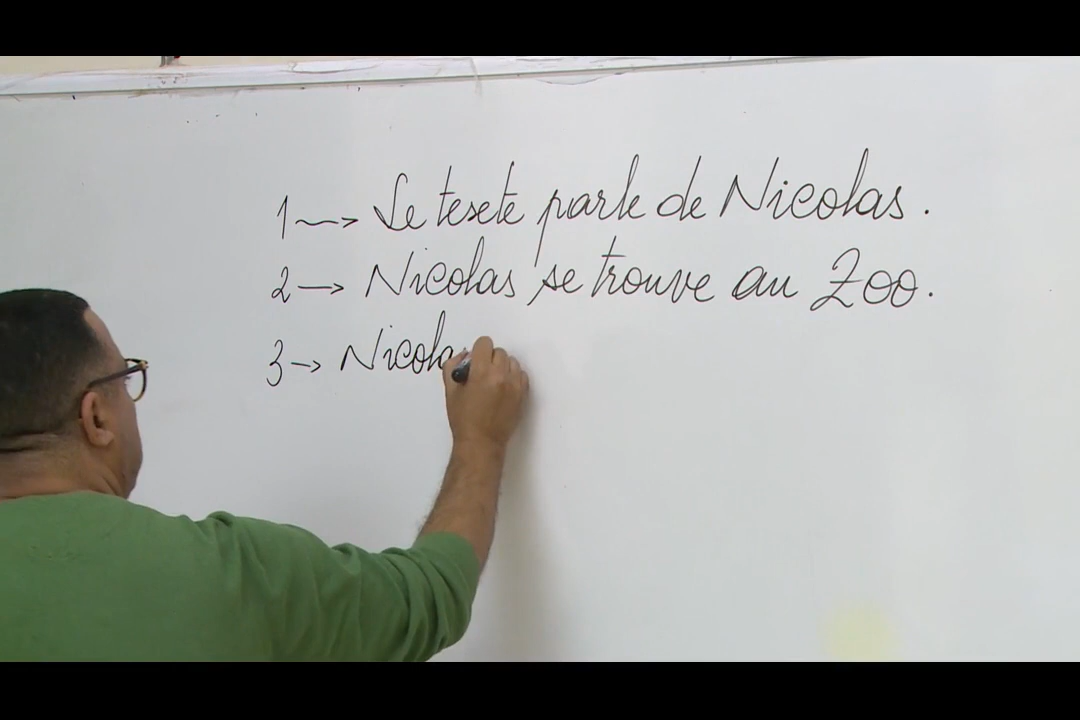 1 → Le texte parle de Nicolas.
2 → Nicolas se trouve au Zoo.
3 → Nicola